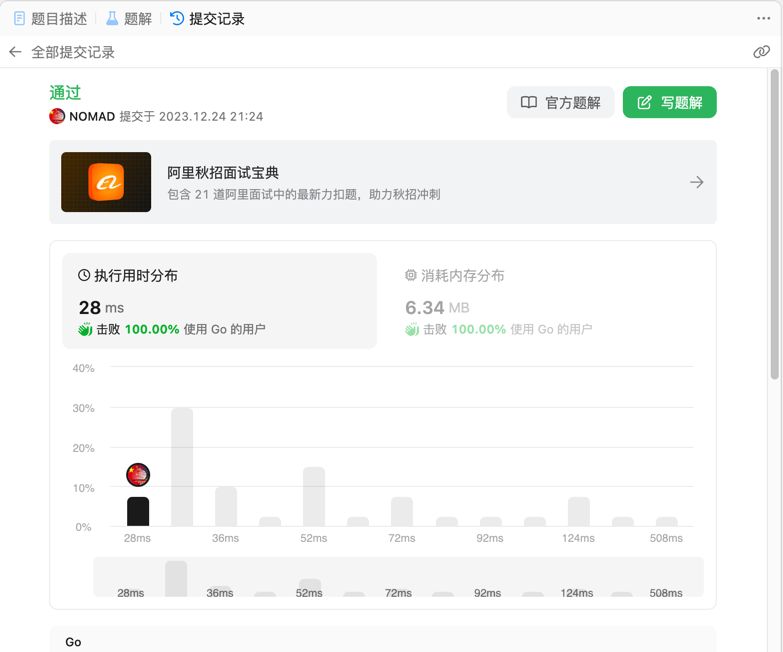 题目描述 题解 提交记录
全部提交记录
通过
NOMAD 提交于 2023.12.24 21:24
官方题解 写题解
阿里秋招面试宝典
包含 21 道阿里面试中的最新力扣题，助力秋招冲刺
执行用时分布 消耗内存分布
28 ms 6.34 MB
击败 100.00% 使用 Go 的用户 击败 100.00% 使用 Go 的用户
40%
30%
20%
10%
0%
28ms 36ms 52ms 72ms 92ms 124ms 508ms
28ms 36ms 52ms 72ms 92ms 124ms 508ms
Go